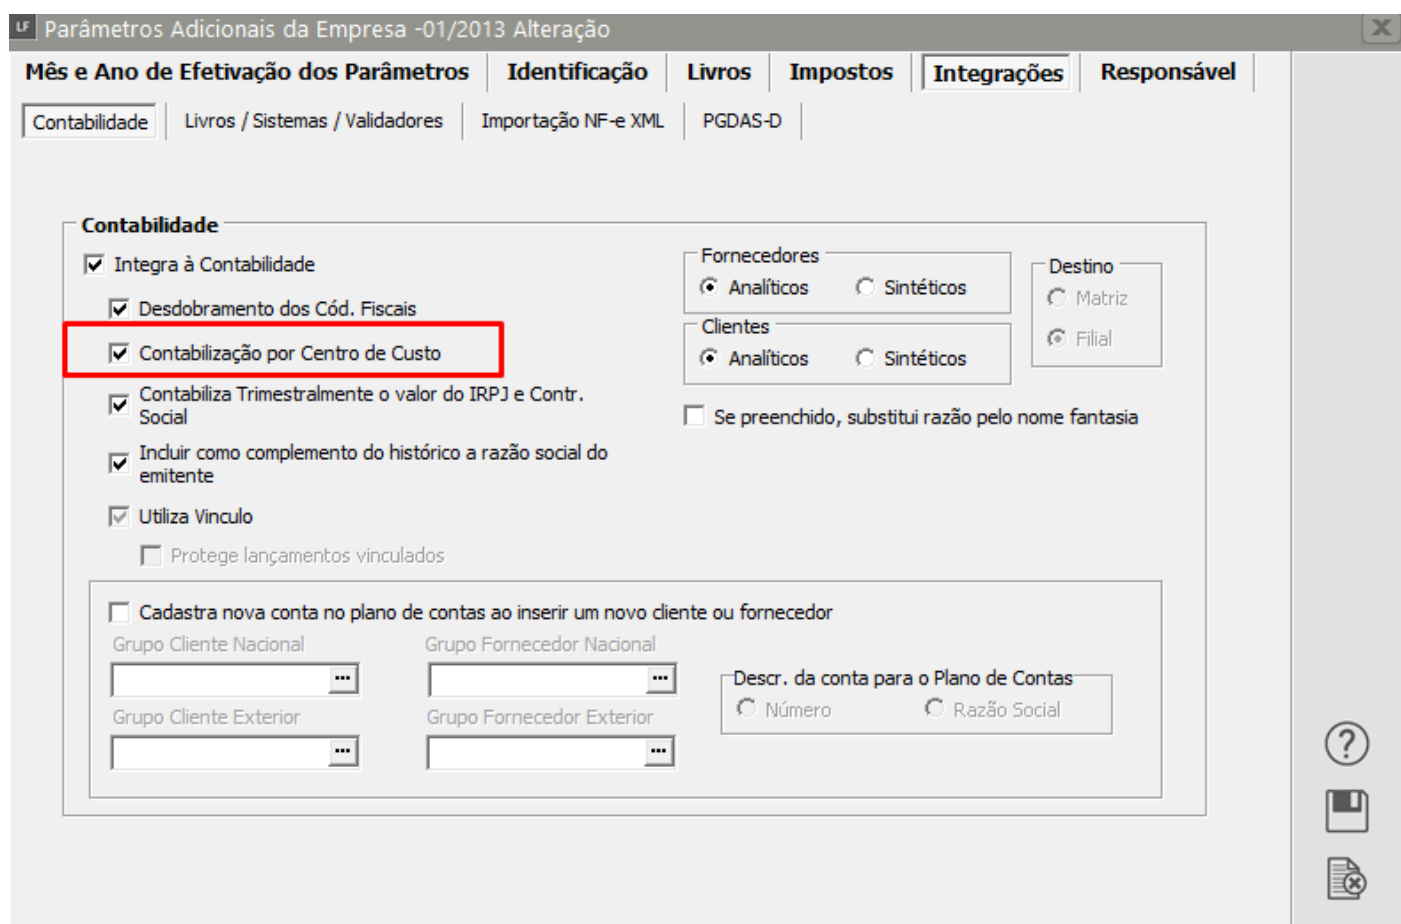 LF Parâmetros Adicionais da Empresa -01/2013 Alteração
Mês e Ano de Efetivação dos Parâmetros Identificação Livros Impostos Integrações Responsável
Contabilidade Livros / Sistemas / Validadores Importação NF-e XML PGDAS-D
Contabilidade
Integra à Contabilidade
Desdobramento dos Cód. Fiscais
Contabilização por Centro de Custo
Contabiliza Trimestralmente o valor do IRPJ e Contr.
Social
Incluir como complemento do histórico a razão social do
emitente
Utiliza Vinculo
Protege lançamentos vinculados
Fornecedores
Analíticos Sintéticos
Clientes
Analíticos Sintéticos
Destino
Matriz
Filial
Se preenchido, substitui razão pelo nome fantasia
Cadastra nova conta no plano de contas ao inserir um novo cliente ou fornecedor
Grupo Cliente Nacional Grupo Fornecedor Nacional
... ...
Grupo Cliente Exterior Grupo Fornecedor Exterior
... ...
Descr. da conta para o Plano de Contas
Número Razão Social